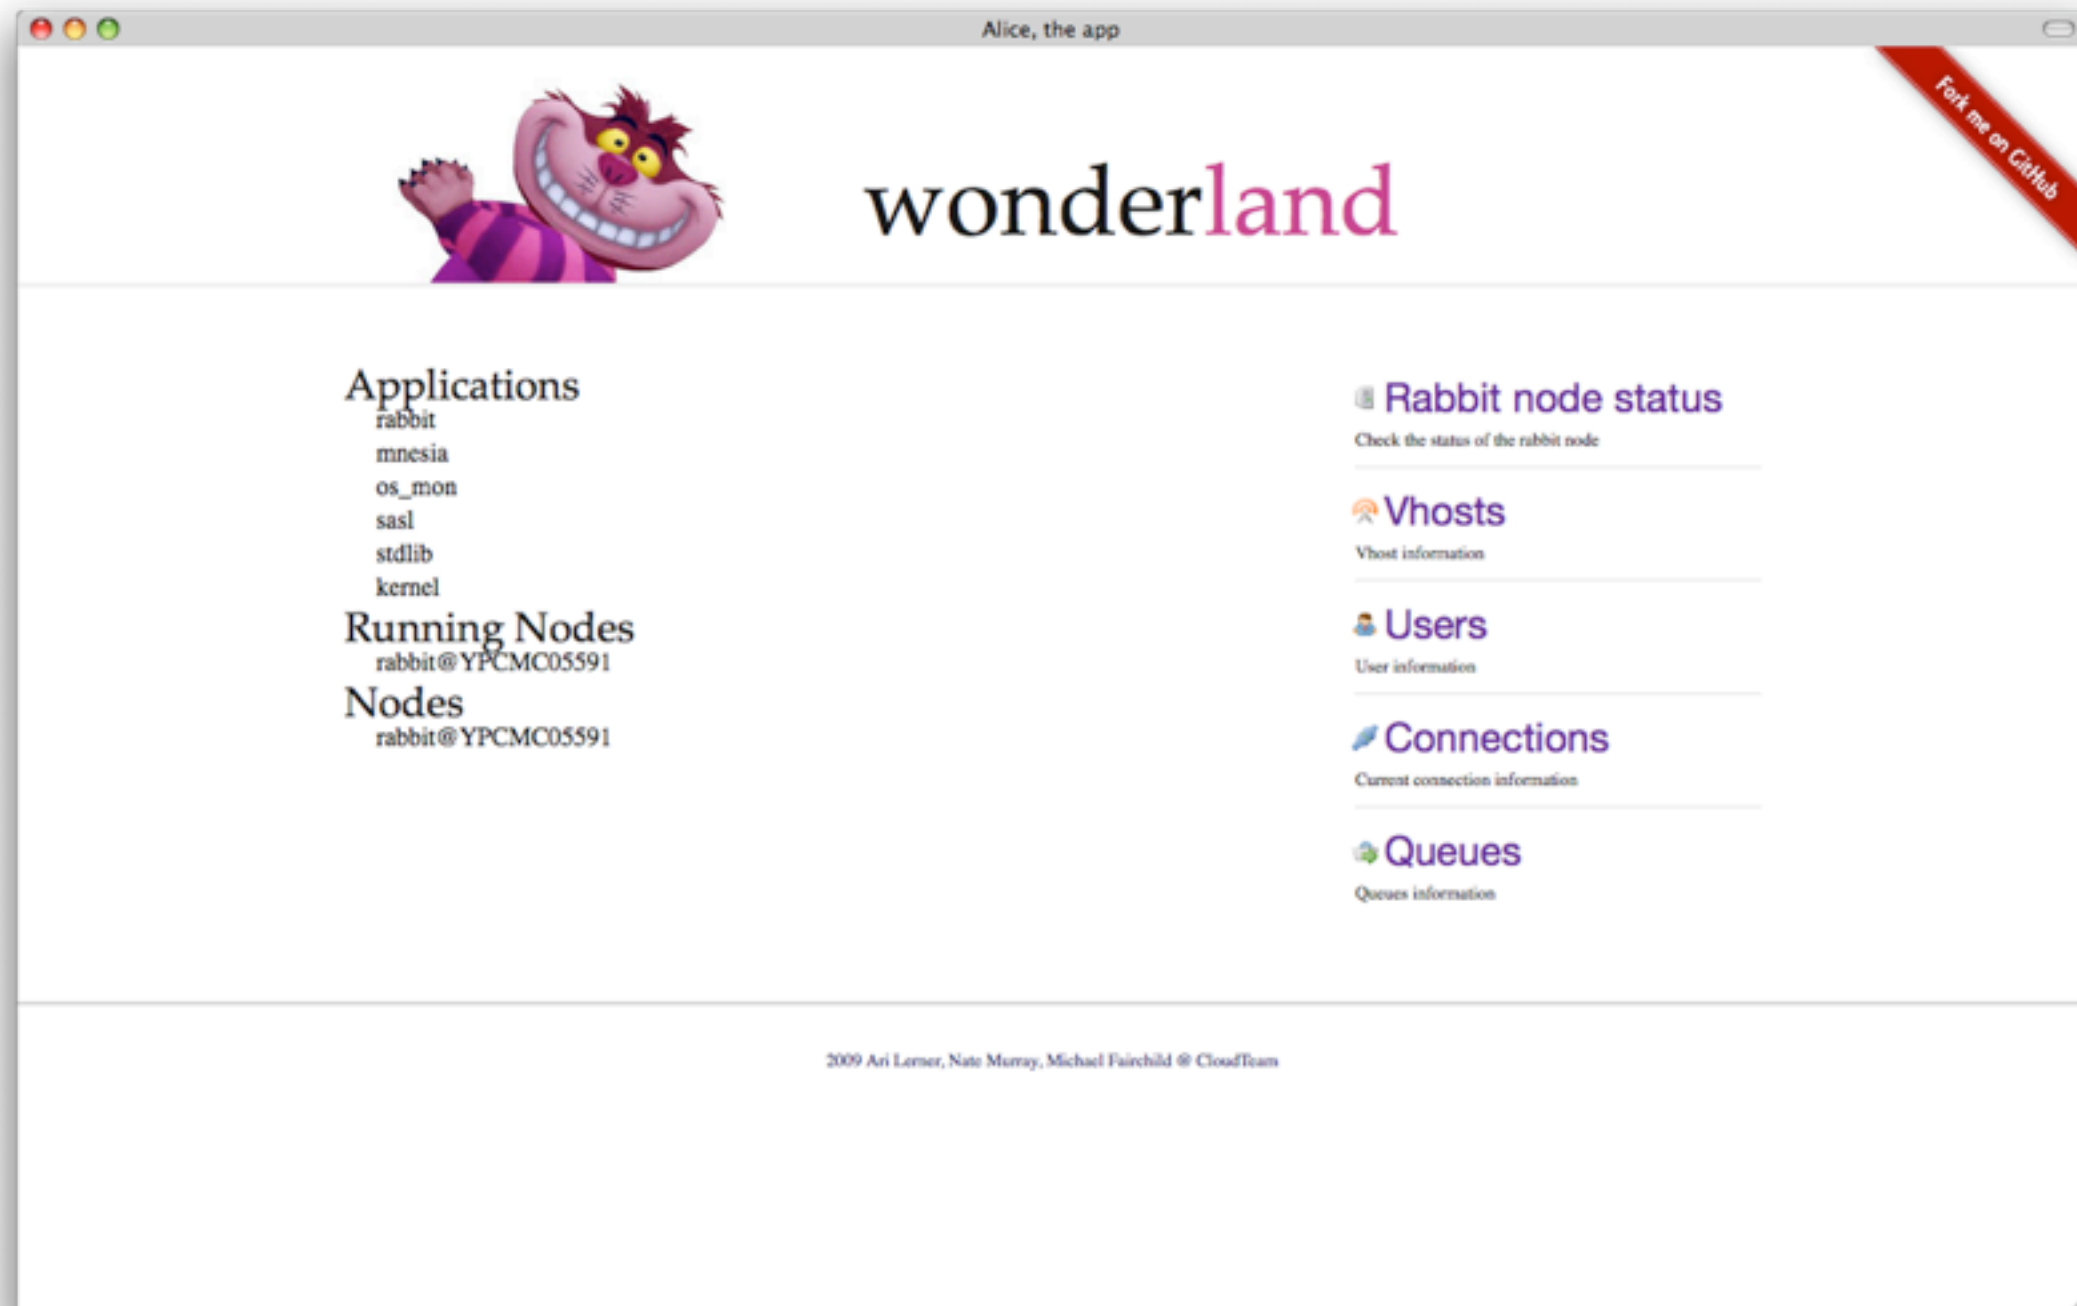 Alice, the app
Fork me on GitHub
wonderland
Applications
rabbit
mnesia
os_mon
sasl
stdlib
kernel
Running Nodes
rabbit@YPCMC05591
Nodes
rabbit@YPCMC05591
Rabbit node status
Check the status of the rabbit node
Vhosts
Vhost information
Users
User information
Connections
Current connection information
Queues
Queues information
2009 Ari Lerner, Nate Murray, Michael Fairchild @ CloudTeam